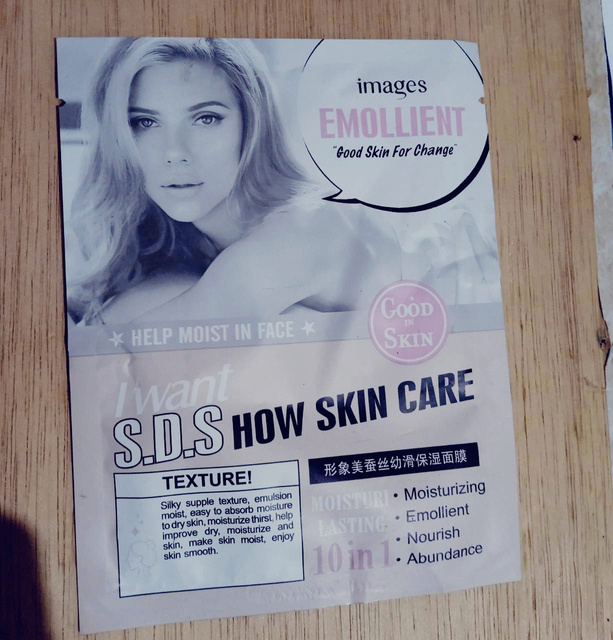 images
EMOLLIENT
"Good Skin For Change"
GOOD
IN
SKIN
★ HELP MOIST IN FACE ★
I want
S.D.S HOW SKIN CARE
TEXTURE!
Silky supple texture, emulsion
moist, easy to absorb moisture
to dry skin, moisturize thirst, help
improve dry, moisturize and
skin, make skin moist, enjoy
skin smooth.
形象美蚕丝幼滑保湿面膜
MOISTURI
LASTING
10 in 1
• Moisturizing
• Emollient
• Nourish
• Abundance